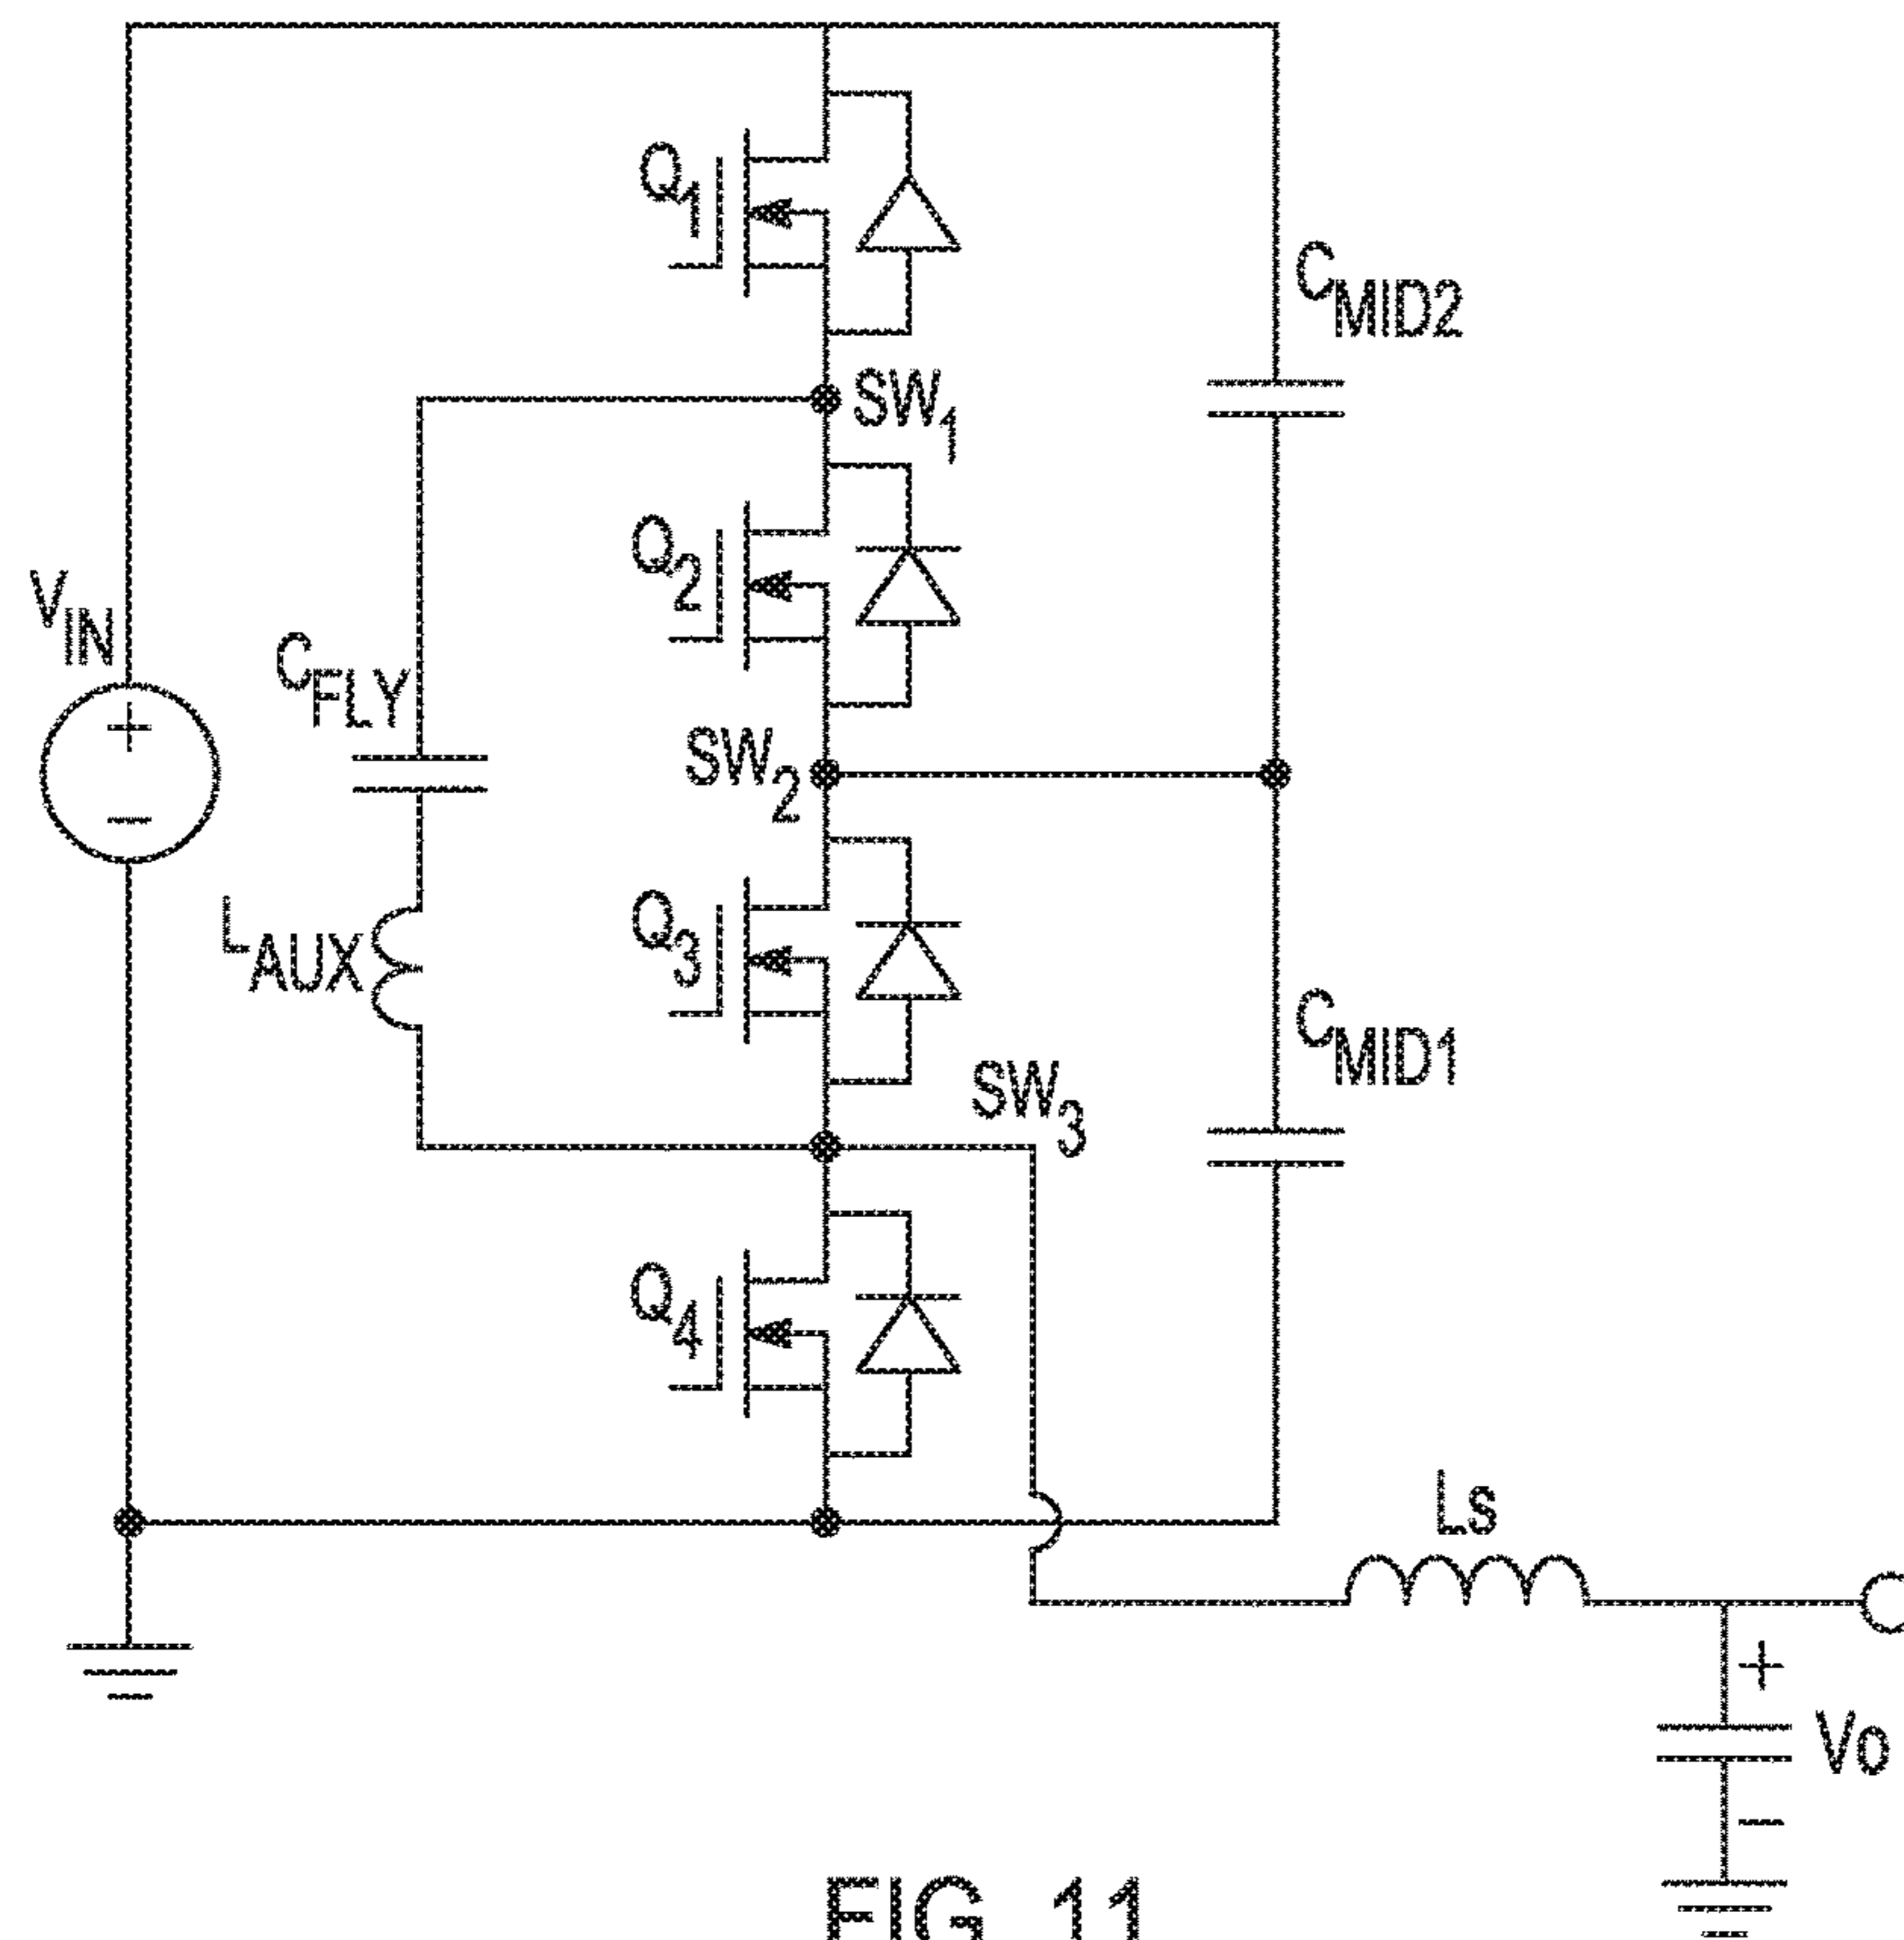 Q1
CMID2
SW1
VIN
Q2
CFLY
+
−
SW2
LAUX
Q3
CMID1
SW3
Q4
Ls
+
Vo
−
FIG. 11